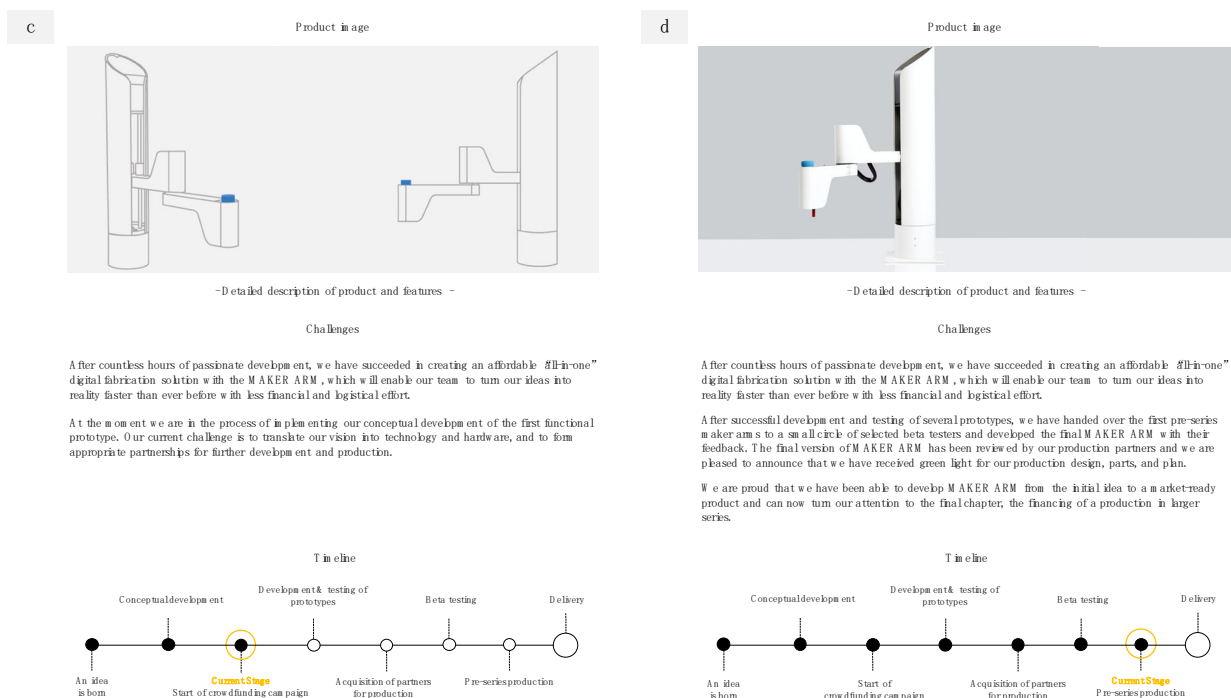 c
Product image
-Detailed description of product and features -
Challenges
After countless hours of passionate development, we have succeeded in creating an affordable “all-in-one”
digital fabrication solution with the MAKER ARM, which will enable our team to turn our ideas into
reality faster than ever before with less financial and logistical effort.
At the moment we are in the process of implementing our conceptual development of the first functional
prototype. Our current challenge is to translate our vision into technology and hardware, and to form
appropriate partnerships for further development and production.
Timeline
Conceptual development
Development & testing of
prototypes
Beta testing
Delivery
An idea
is born
Current Stage
Start of crowdfunding campaign
Acquisition of partners
for production
Pre-series production
d
Product image
-Detailed description of product and features -
Challenges
After countless hours of passionate development, we have succeeded in creating an affordable “all-in-one”
digital fabrication solution with the MAKER ARM, which will enable our team to turn our ideas into
reality faster than ever before with less financial and logistical effort.
After successful development and testing of several prototypes, we have handed over the first pre-series
maker arms to a small circle of selected beta testers and developed the final MAKER ARM with their
feedback. The final version of MAKER ARM has been reviewed by our production partners and we are
pleased to announce that we have received green light for our production design, parts, and plan.
We are proud that we have been able to develop MAKER ARM from the initial idea to a market-ready
product and can now turn our attention to the final chapter, the financing of a production in larger
series.
Timeline
Conceptual development
Development & testing of
prototypes
Beta testing
Delivery
An idea
is born
Start of
crowdfunding campaign
Acquisition of partners
for production
Current Stage
Pre-series production